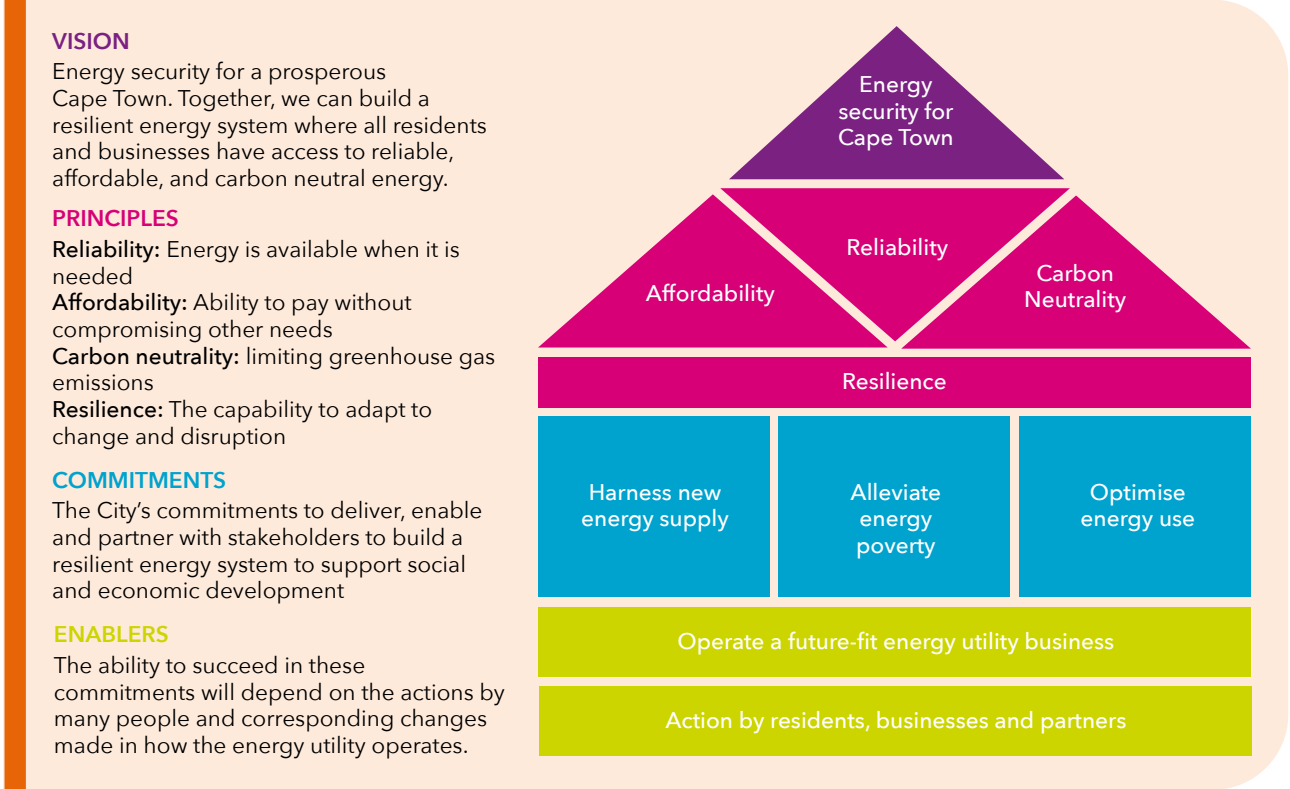 VISION
Energy security for a prosperous
Cape Town. Together, we can build a
resilient energy system where all residents
and businesses have access to reliable,
affordable, and carbon neutral energy.
PRINCIPLES
Reliability: Energy is available when it is
needed
Affordability: Ability to pay without
compromising other needs
Carbon neutrality: limiting greenhouse gas
emissions
Resilience: The capability to adapt to
change and disruption
COMMITMENTS
The City’s commitments to deliver, enable
and partner with stakeholders to build a
resilient energy system to support social
and economic development
ENABLERS
The ability to succeed in these
commitments will depend on the actions by
many people and corresponding changes
made in how the energy utility operates.
Energy
security for
Cape Town
Affordability
Reliability
Carbon
Neutrality
Resilience
Harness new
energy supply
Alleviate
energy
poverty
Optimise
energy use
Operate a future-fit energy utility business
Action by residents, businesses and partners